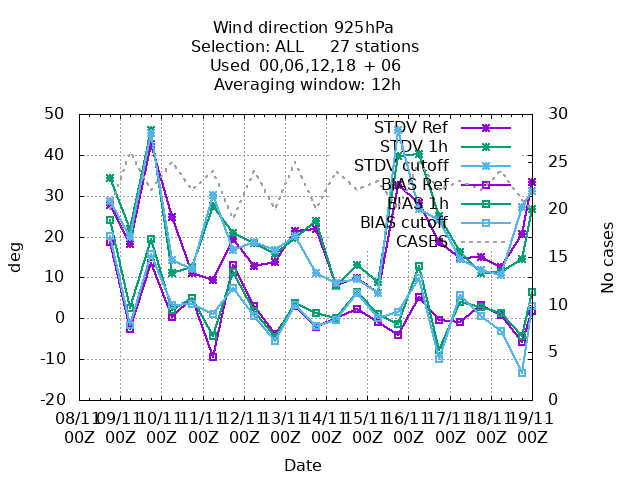 Wind direction 925hPa
Selection: ALL 27 stations
Used 00,06,12,18 + 06
Averaging window: 12h
50
40
30
20
10
0
-10
-20
30
25
20
15
10
5
0
deg
No cases
STDV Ref
STDV 1h
STDV cutoff
BIAS Ref
BIAS 1h
BIAS cutoff
CASES
08/11 09/11 10/11 11/11 12/11 13/11 14/11 15/11 16/11 17/11 18/11 19/11
00Z 00Z 00Z 00Z 00Z 00Z 00Z 00Z 00Z 00Z 00Z 00Z
Date